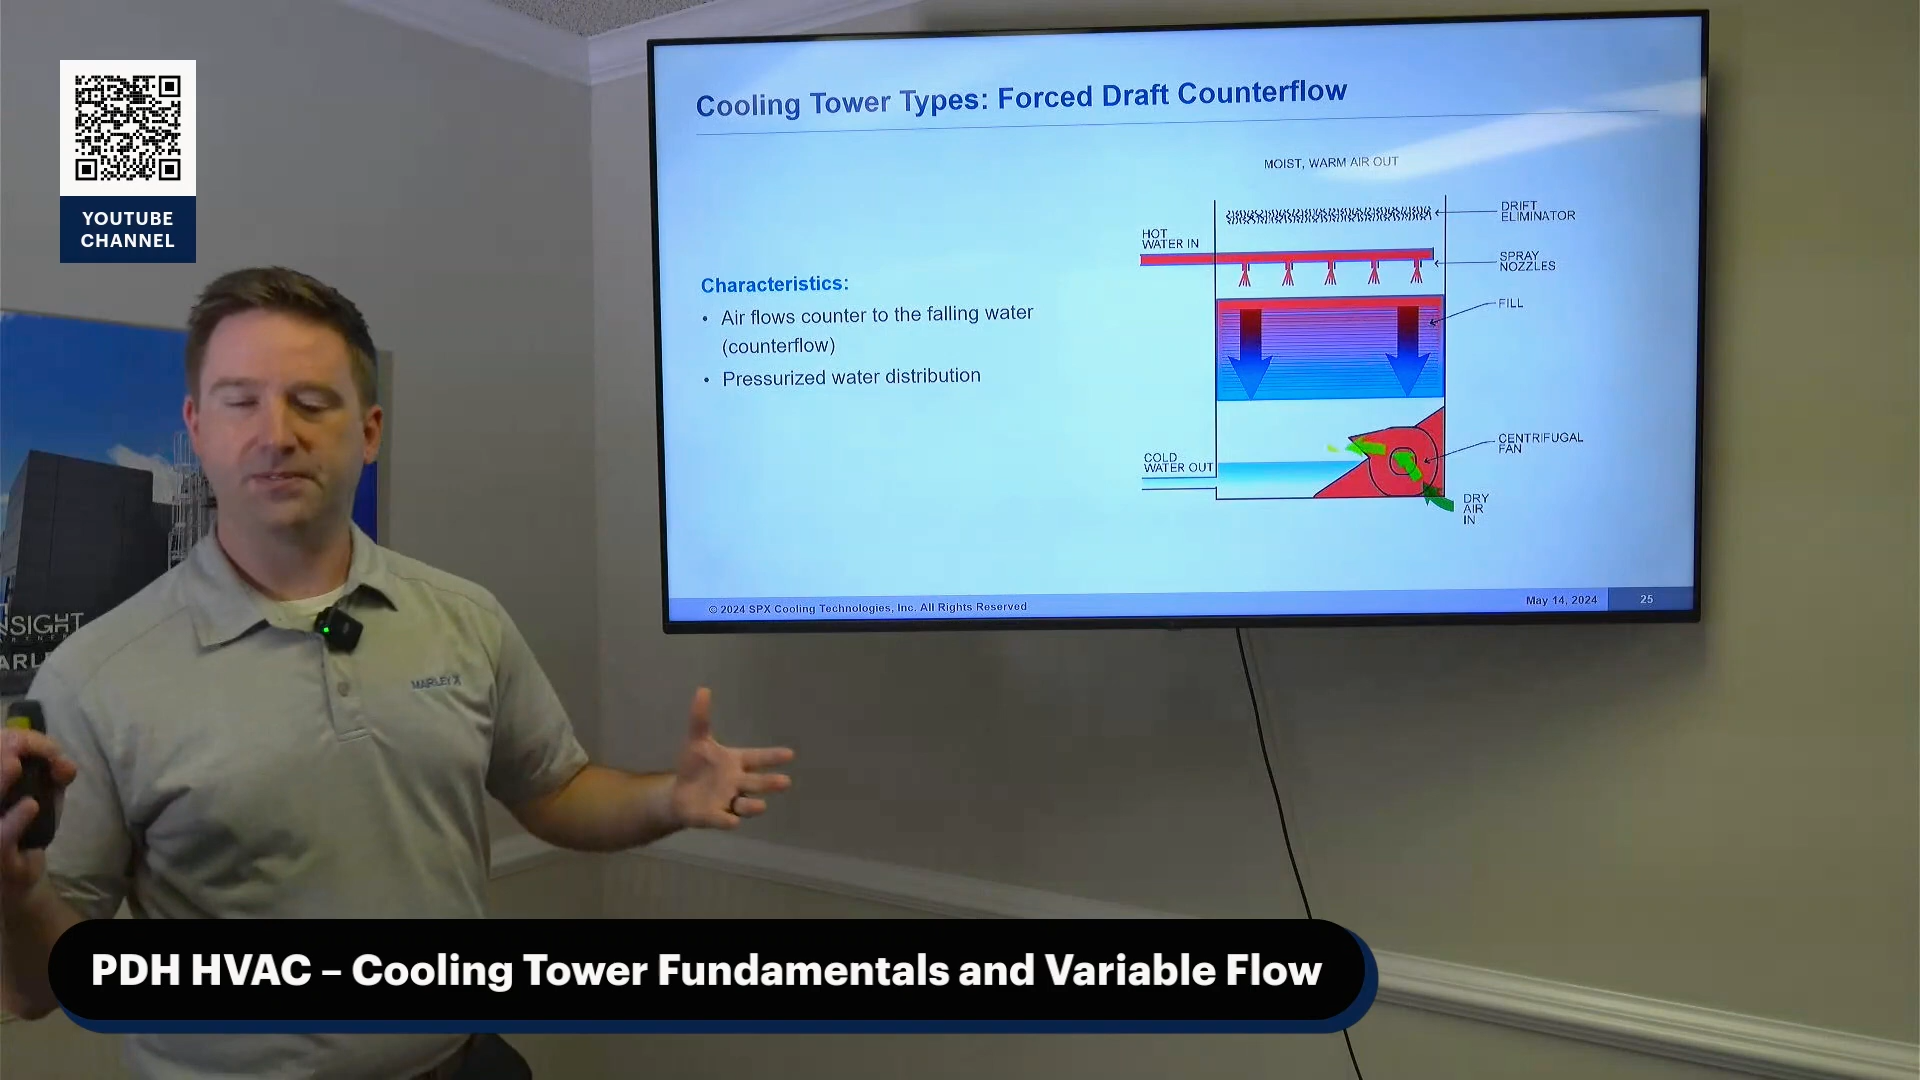 YOUTUBE
CHANNEL
Cooling Tower Types: Forced Draft Counterflow
MOIST, WARM AIR OUT
DRIFT
ELIMINATOR
HOT
WATER IN
SPRAY
NOZZLES
Characteristics:
• Air flows counter to the falling water
(counterflow)
• Pressurized water distribution
FILL
CENTRIFUGAL
FAN
COLD
WATER OUT
DRY
AIR
IN
© 2024 SPX Cooling Technologies, Inc. All Rights Reserved
May 14, 2024
25
MARLEY
PDH HVAC – Cooling Tower Fundamentals and Variable Flow